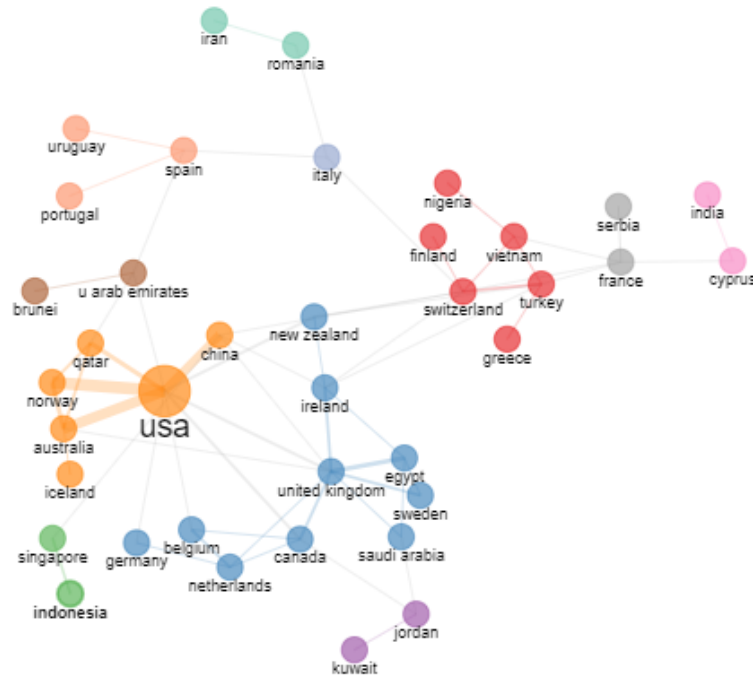 iran
romania
uruguay
spain
italy
nigeria
serbia
india
portugal
finland
vietnam
france
cyprus
brunei
u arab emirates
switzerland
turkey
new zealand
china
greece
qatar
norway
usa
ireland
australia
iceland
united kingdom
egypt
sweden
singapore
germany
belgium
canada
saudi arabia
netherlands
indonesia
jordan
kuwait